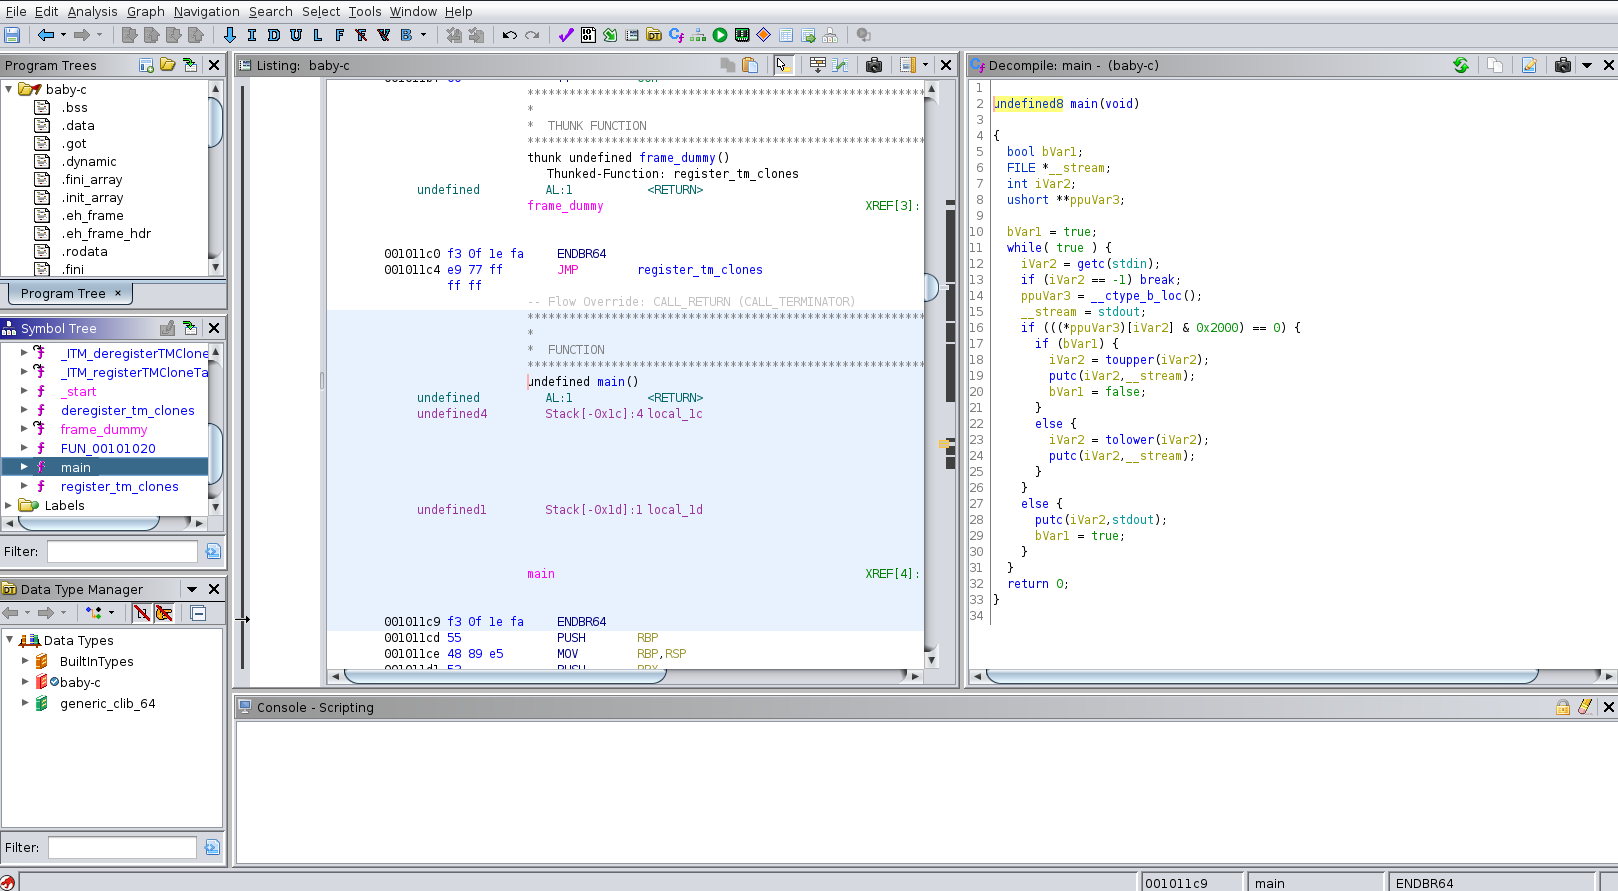 File Edit Analysis Graph Navigation Search Select Tools Window Help
I D U L F F V B
Program Trees
baby-c
.bss
.data
.got
.dynamic
.fini_array
.init_array
.eh_frame
.eh_frame_hdr
.rodata
.fini
Program Tree ×
Symbol Tree
_ITM_deregisterTMClone
_ITM_registerTMCloneTa
_start
deregister_tm_clones
frame_dummy
FUN_00101020
main
register_tm_clones
Labels
Filter:
Data Type Manager
Data Types
BuiltInTypes
baby-c
generic_clib_64
Filter:
Listing: baby-c
*
* THUNK FUNCTION
thunk undefined frame_dummy()
Thunked-Function: register_tm_clones
undefined AL:1 <RETURN>
frame_dummy XREF[3]:
001011c0 f3 0f 1e fa ENDBR64
001011c4 e9 77 ff JMP register_tm_clones
ff ff
-- Flow Override: CALL_RETURN (CALL_TERMINATOR)
*
* FUNCTION
undefined main()
undefined AL:1 <RETURN>
undefined4 Stack[-0x1c]:4 local_1c
undefined1 Stack[-0x1d]:1 local_1d
main XREF[4]:
001011c9 f3 0f 1e fa ENDBR64
001011cd 55 PUSH RBP
001011ce 48 89 e5 MOV RBP,RSP
001011d1 53 PUSH RBX
Decompile: main - (baby-c)
1
2 undefined8 main(void)
3
4 {
5 bool bVar1;
6 FILE *__stream;
7 int iVar2;
8 ushort **ppuVar3;
9
10 bVar1 = true;
11 while( true ) {
12 iVar2 = getc(stdin);
13 if (iVar2 == -1) break;
14 ppuVar3 = __ctype_b_loc();
15 __stream = stdout;
16 if (((*ppuVar3)[iVar2] & 0x2000) == 0) {
17 if (bVar1) {
18 iVar2 = toupper(iVar2);
19 putc(iVar2,__stream);
20 bVar1 = false;
21 }
22 else {
23 iVar2 = tolower(iVar2);
24 putc(iVar2,__stream);
25 }
26 }
27 else {
28 putc(iVar2,stdout);
29 bVar1 = true;
30 }
31 }
32 return 0;
33 }
34
Console - Scripting
001011c9 main ENDBR64